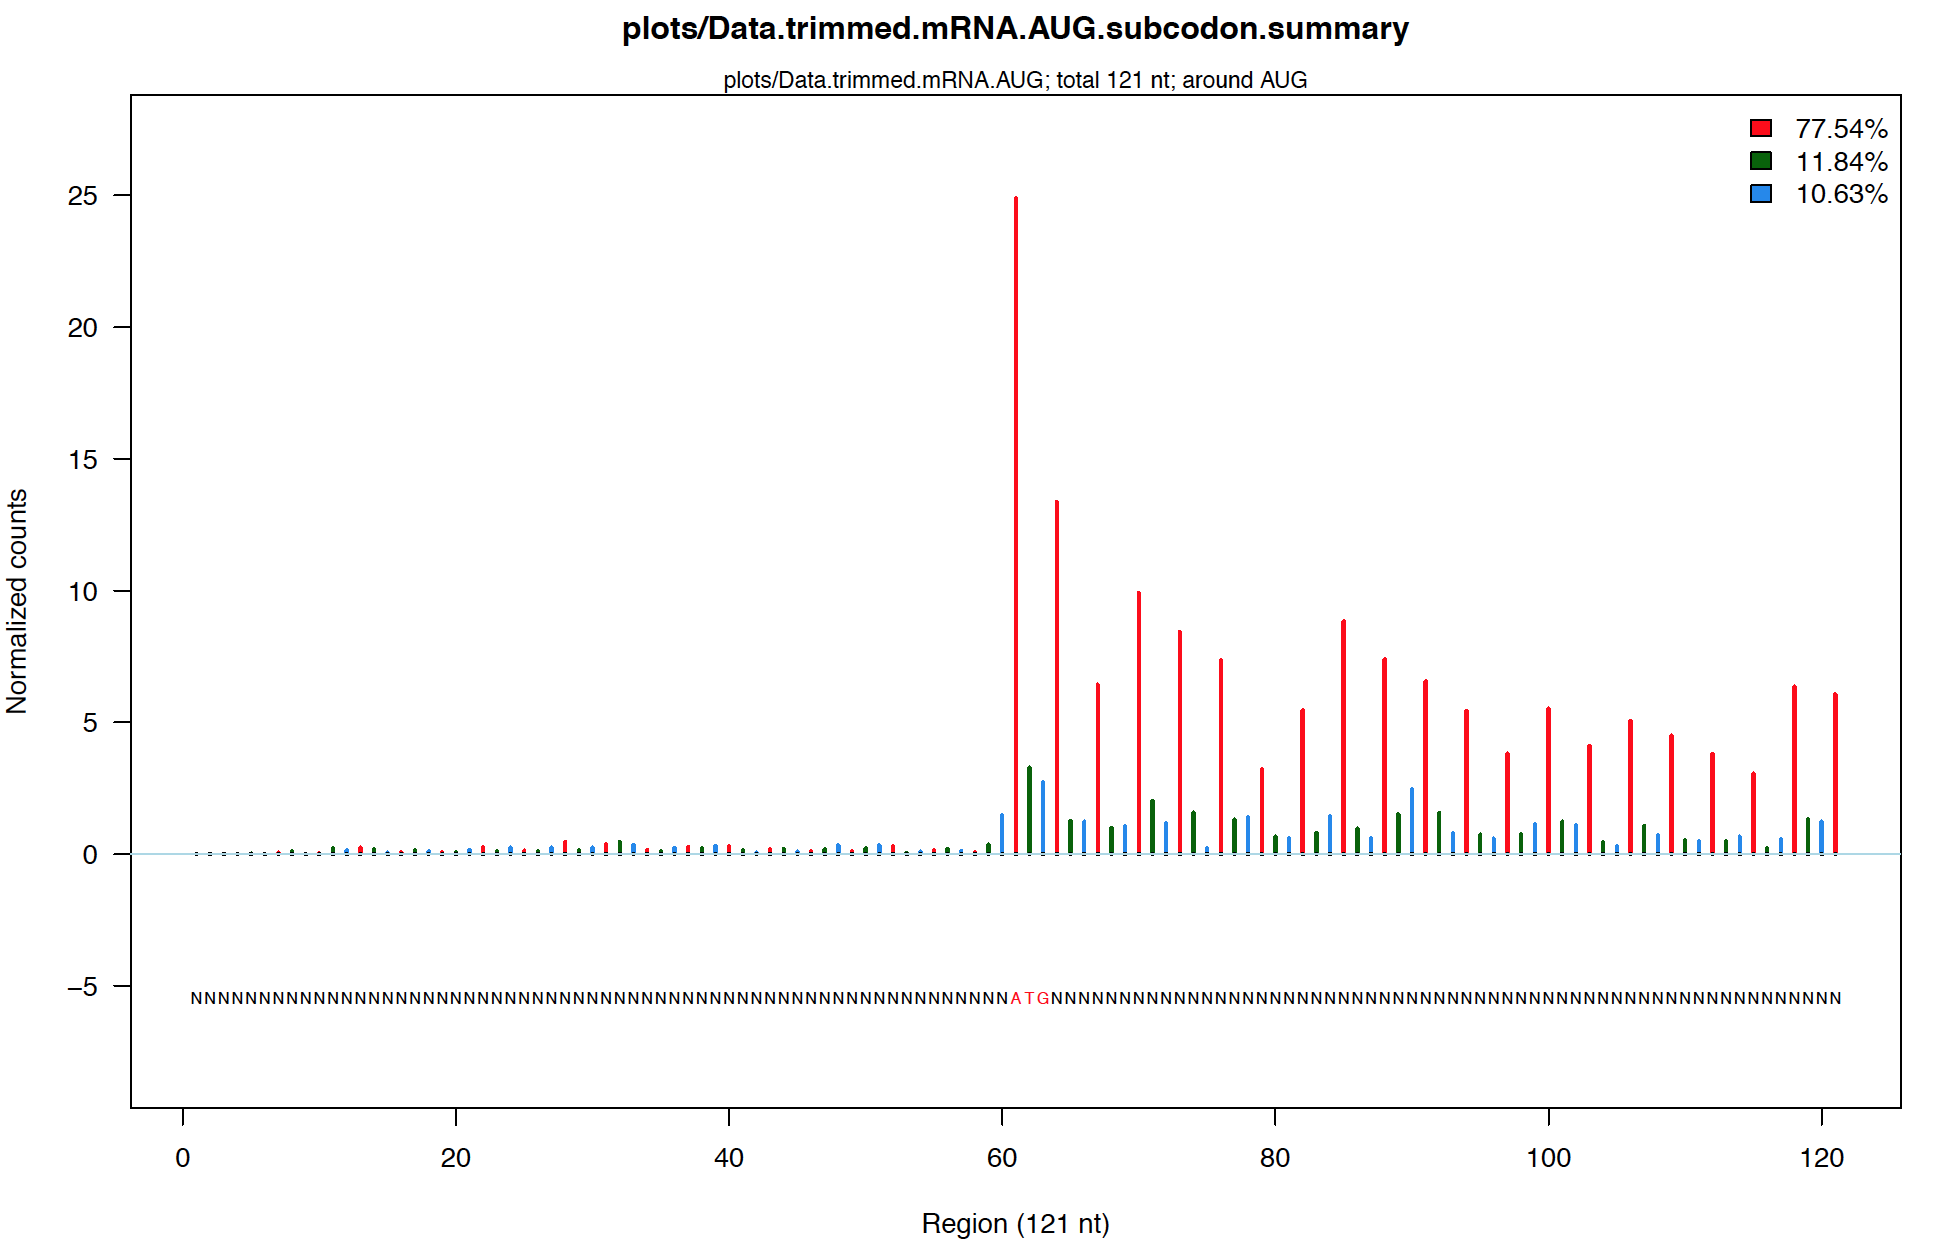 plots/Data.trimmed.mRNA.AUG.subcodon.summary
plots/Data.trimmed.mRNA.AUG; total 121 nt; around AUG
77.54%
11.84%
10.63%
25
20
15
10
5
0
−5
Normalized counts
NNNNNNNNNNNNNNNNNNNNNNNNNNNNNNNNNNNNNNNNNNNNNNNNNNNNNNNNNNNNATGNNNNNNNNNNNNNNNNNNNNNNNNNNNNNNNNNNNNNNNNNNNNNNNNNNNNNNNNNN
0 20 40 60 80 100 120
Region (121 nt)